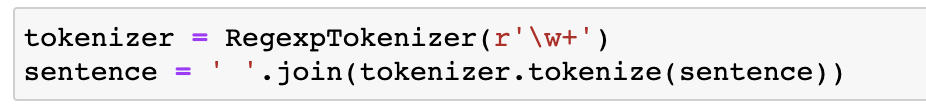 tokenizer = RegexpTokenizer(r'\w+')
sentence = ' '.join(tokenizer.tokenize(sentence))